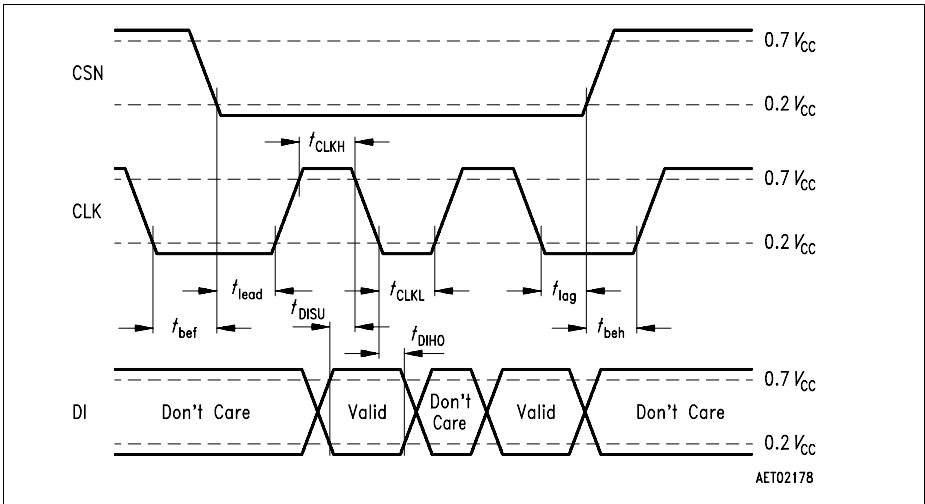 CSN
0.7 VCC
0.2 VCC
tCLKH
CLK
0.7 VCC
0.2 VCC
tlead
tCLKL
tlag
tbef
tDISU
tDIHO
tbeh
DI
Don't Care
Valid
Don't
Care
Valid
Don't Care
0.7 VCC
0.2 VCC
AET02178